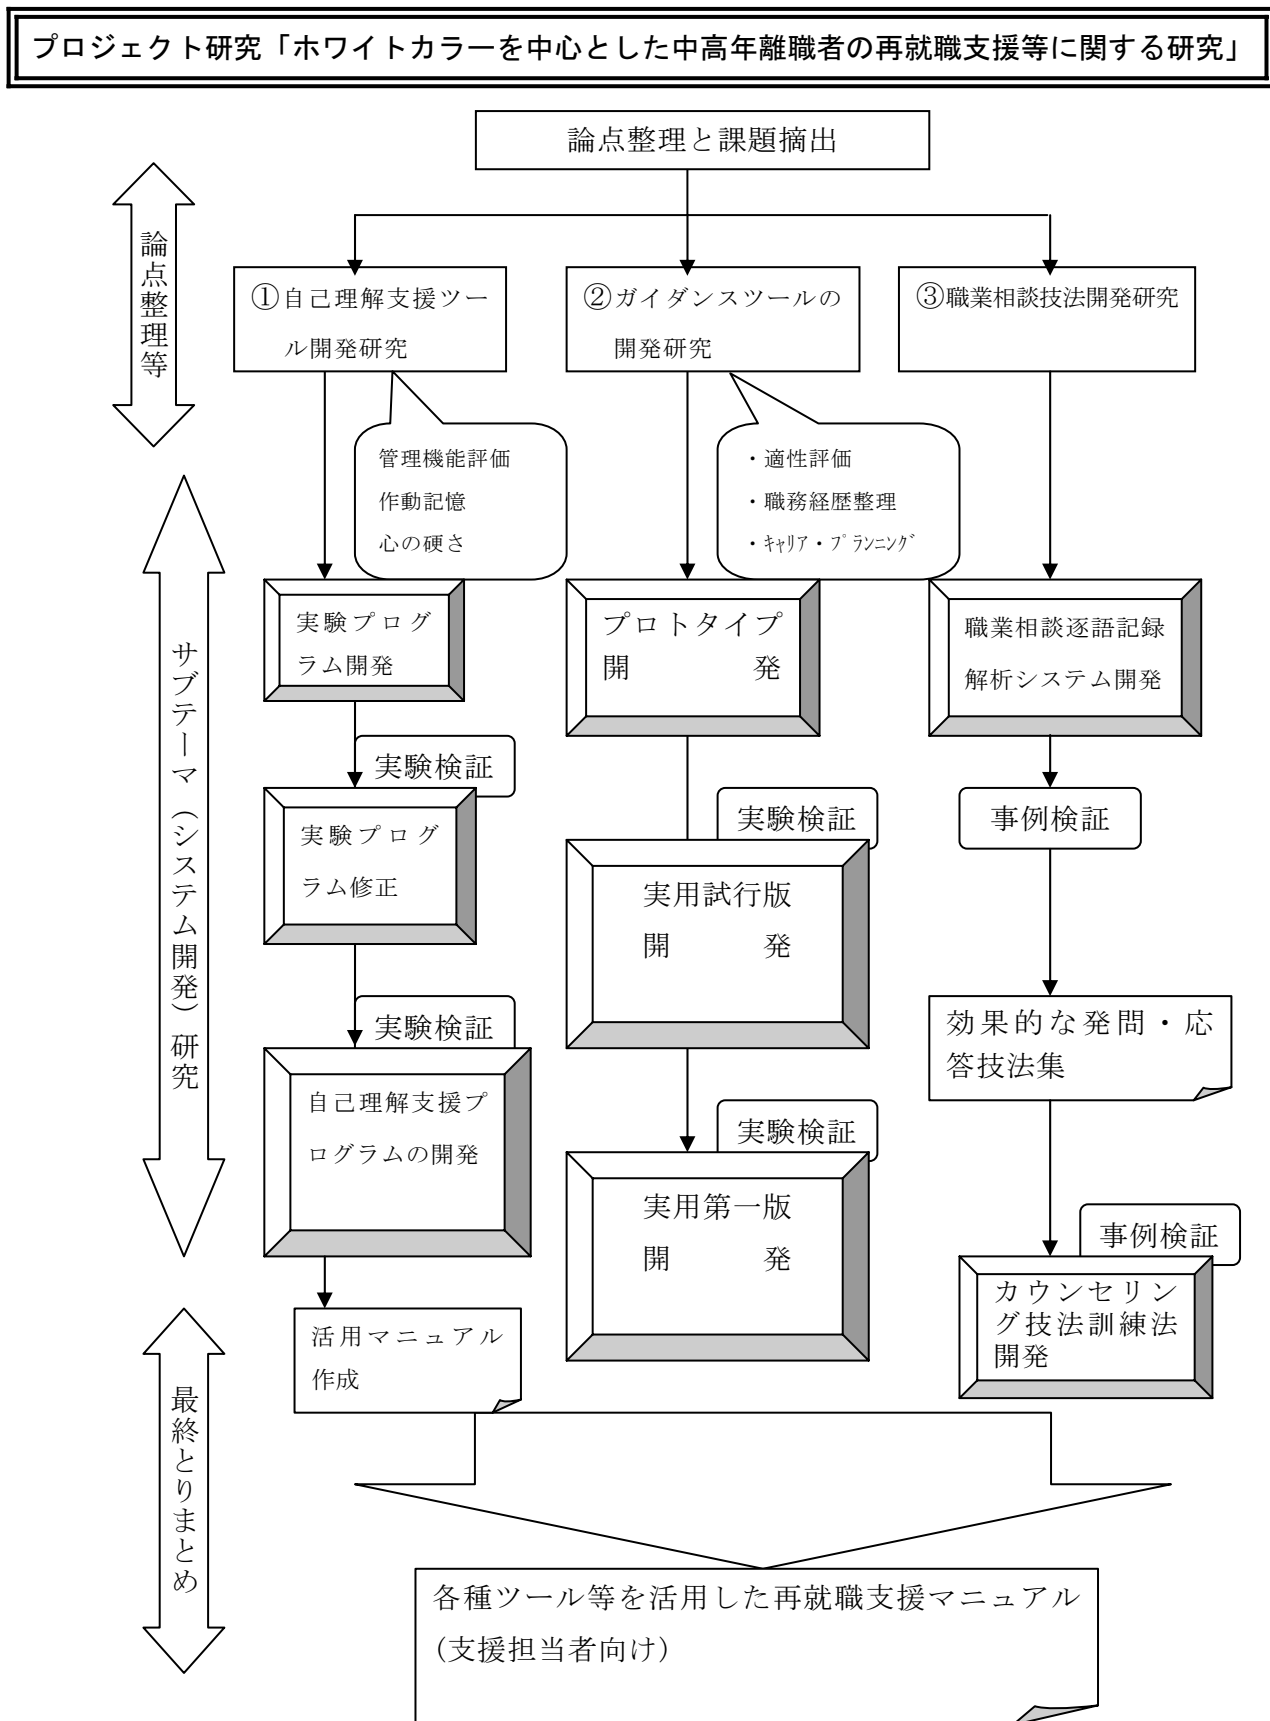 プロジェクト研究「ホワイトカラーを中心とした中高年離職者の再就職支援等に関する研究」
論点整理と課題摘出
論点整理等
①自己理解支援ツー
ル開発研究
②ガイダンスツールの
開発研究
③職業相談技法開発研究
管理機能評価
作動記憶
心の硬さ
・適性評価
・職務経歴整理
・ｷｬﾘｱ・ﾌﾟﾗﾝﾆﾝｸﾞ
サブテーマ（システム開発）研究
実験プログ
ラム開発
プロトタイプ
開発
職業相談逐語記録
解析システム開発
実験検証
実験プログ
ラム修正
実験検証
実用試行版
開発
事例検証
実験検証
自己理解支援プ
ログラムの開発
効果的な発問・応
答技法集
実験検証
実用第一版
開発
事例検証
カウンセリン
グ技法訓練法
開発
活用マニュアル
作成
最終とりまとめ
各種ツール等を活用した再就職支援マニュアル
(支援担当者向け)